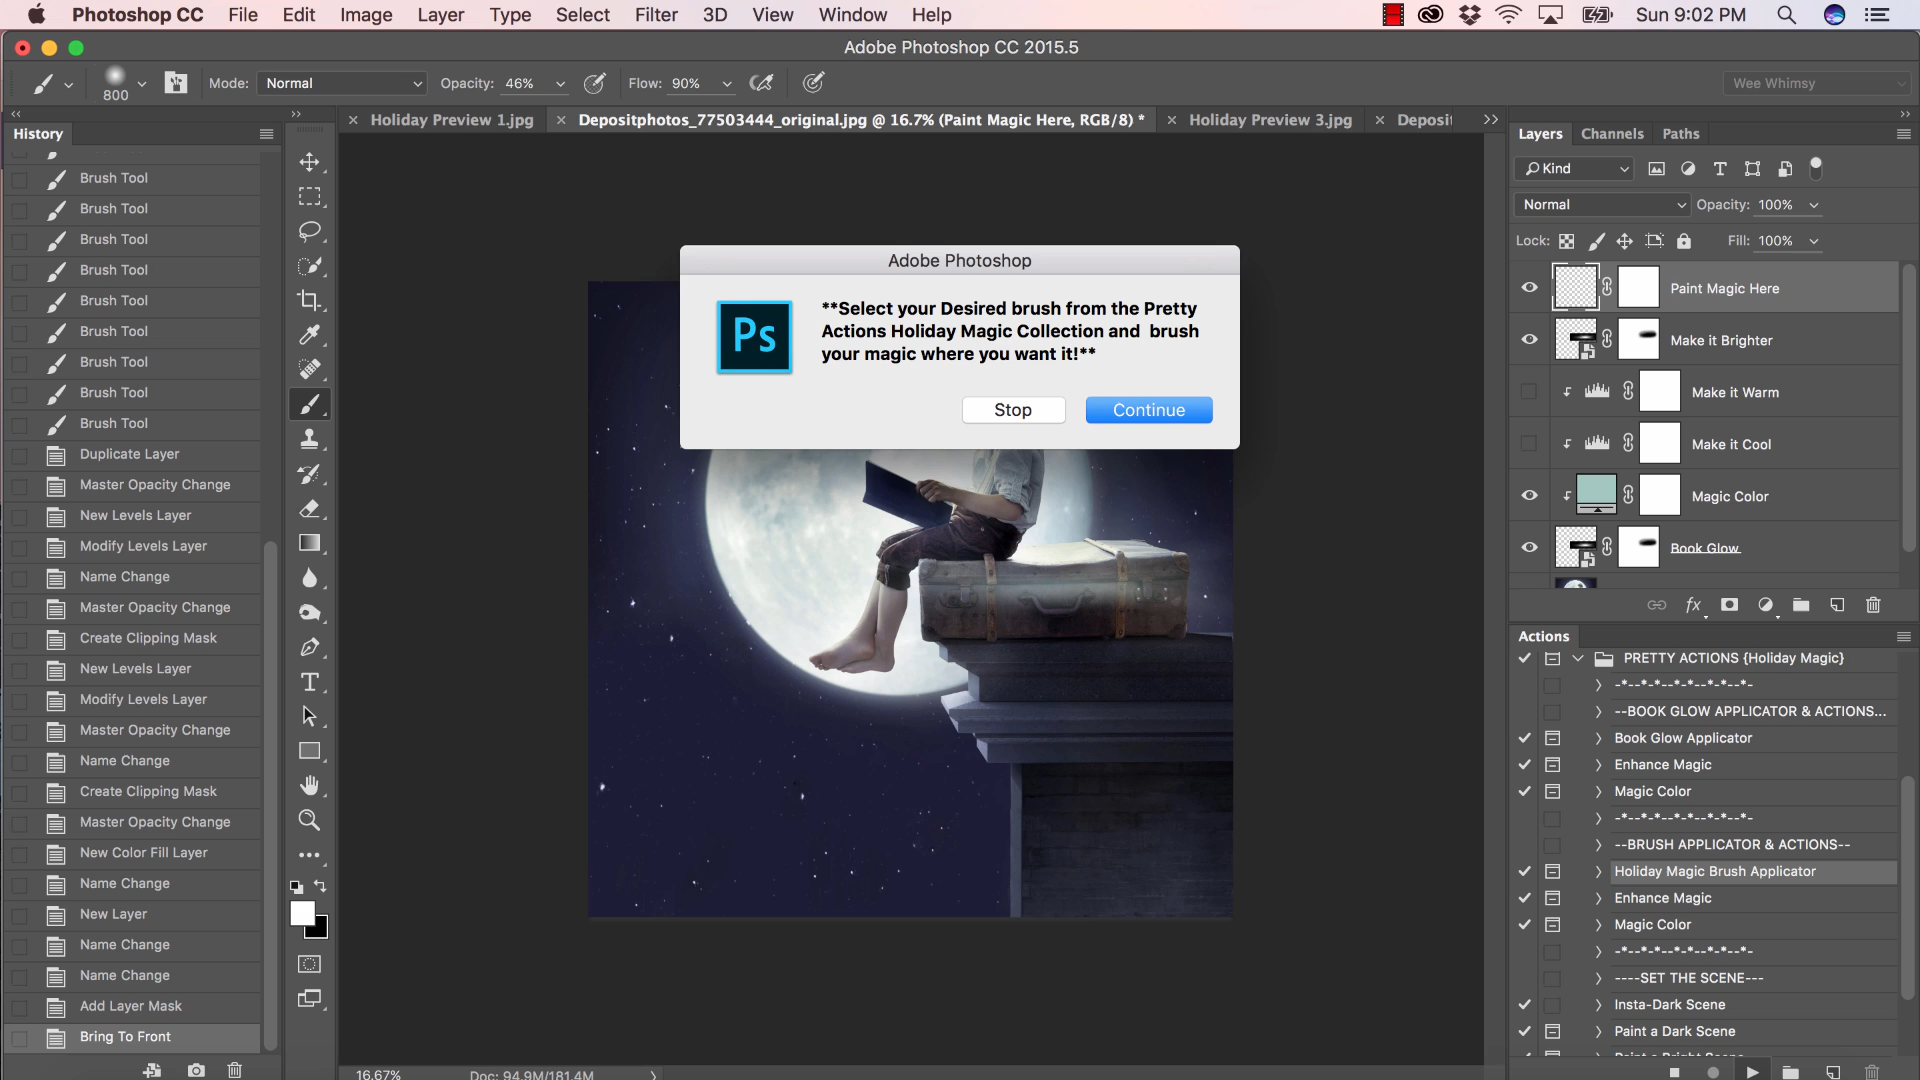 Photoshop CC File Edit Image Layer Type Select Filter 3D View Window Help
Sun 9:02 PM
Adobe Photoshop CC 2015.5
800
Mode: Normal
Opacity: 46%
Flow: 90%
Wee Whimsy
History
Holiday Preview 1.jpg
Depositphotos_77503444_original.jpg @ 16.7% (Paint Magic Here, RGB/8) *
Holiday Preview 3.jpg
Deposit
Brush Tool
Brush Tool
Brush Tool
Brush Tool
Brush Tool
Brush Tool
Brush Tool
Brush Tool
Brush Tool
Duplicate Layer
Master Opacity Change
New Levels Layer
Modify Levels Layer
Name Change
Master Opacity Change
Create Clipping Mask
New Levels Layer
Modify Levels Layer
Master Opacity Change
Name Change
Create Clipping Mask
Master Opacity Change
New Color Fill Layer
Name Change
New Layer
Name Change
Name Change
Add Layer Mask
Bring To Front
Adobe Photoshop
Ps
**Select your Desired brush from the Pretty
Actions Holiday Magic Collection and brush
your magic where you want it!**
Stop
Continue
16.67%
Doc: 94.9M/181.4M
Layers Channels Paths
Kind
Normal
Opacity: 100%
Lock:
Fill: 100%
Paint Magic Here
Make it Brighter
Make it Warm
Make it Cool
Magic Color
Book Glow
fx
Actions
PRETTY ACTIONS {Holiday Magic}
-*--*-*--*-*--*-*--*-
--BOOK GLOW APPLICATOR & ACTIONS...
Book Glow Applicator
Enhance Magic
Magic Color
-*--*-*--*-*--*-*--*-
--BRUSH APPLICATOR & ACTIONS--
Holiday Magic Brush Applicator
Enhance Magic
Magic Color
-*--*-*--*-*--*-*--*-
----SET THE SCENE---
Insta-Dark Scene
Paint a Dark Scene
Paint a Bright Scene